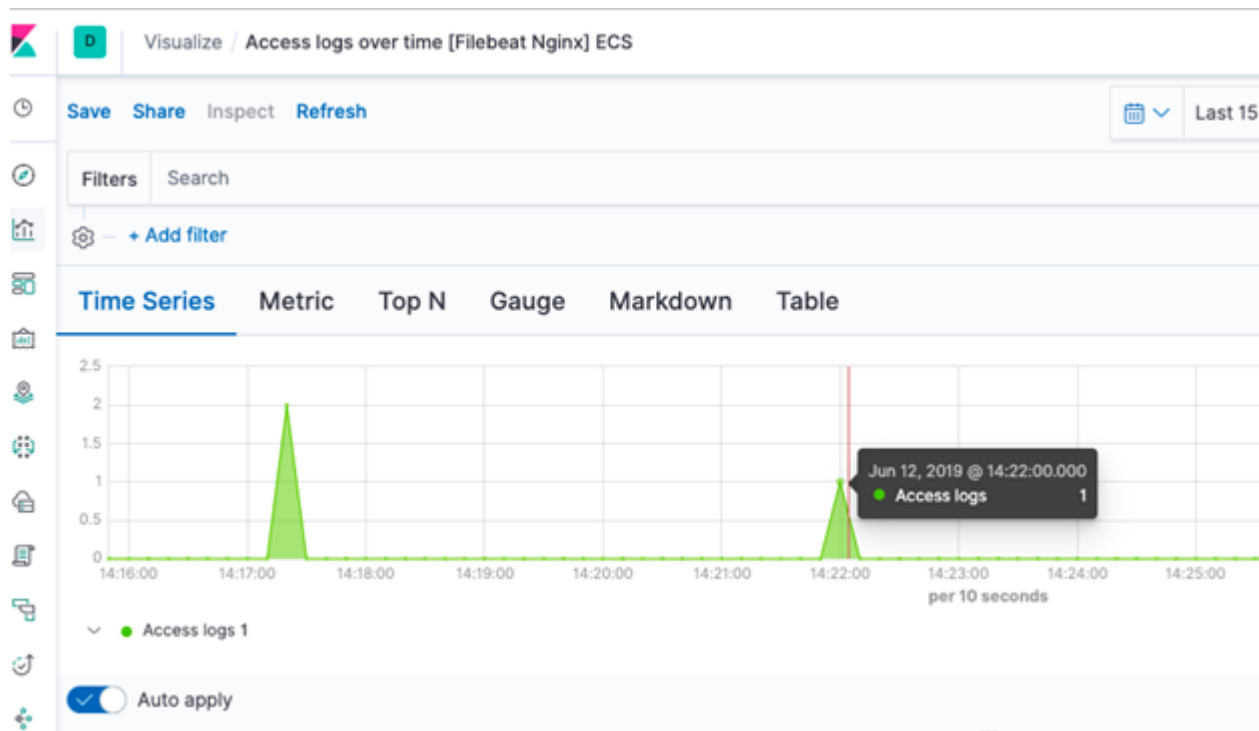 D Visualize / Access logs over time [Filebeat Nginx] ECS
Save Share Inspect Refresh Last 15
Filters Search
+ Add filter
Time Series Metric Top N Gauge Markdown Table
2.5
2
1.5
1
0.5
0
Jun 12, 2019 @ 14:22:00.000
Access logs 1
14:16:00 14:17:00 14:18:00 14:19:00 14:20:00 14:21:00 14:22:00 14:23:00 14:24:00 14:25:00
per 10 seconds
Access logs 1
Auto apply